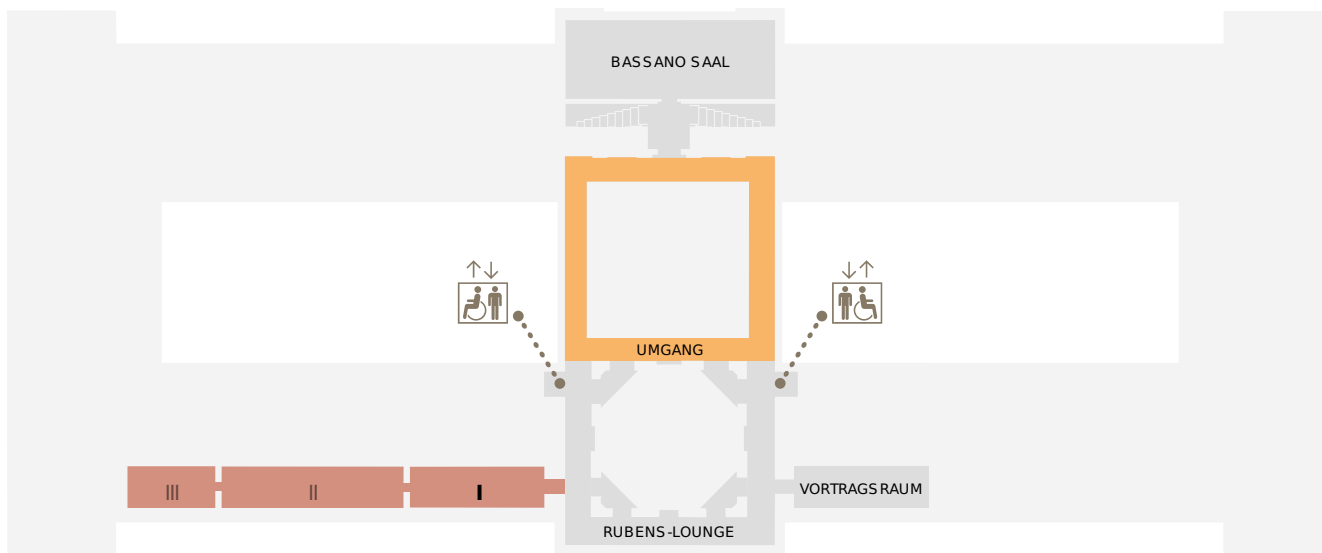 BASSANO SAAL
UMGANG
III
II
I
VORTRAGSRAUM
RUBENS-LOUNGE